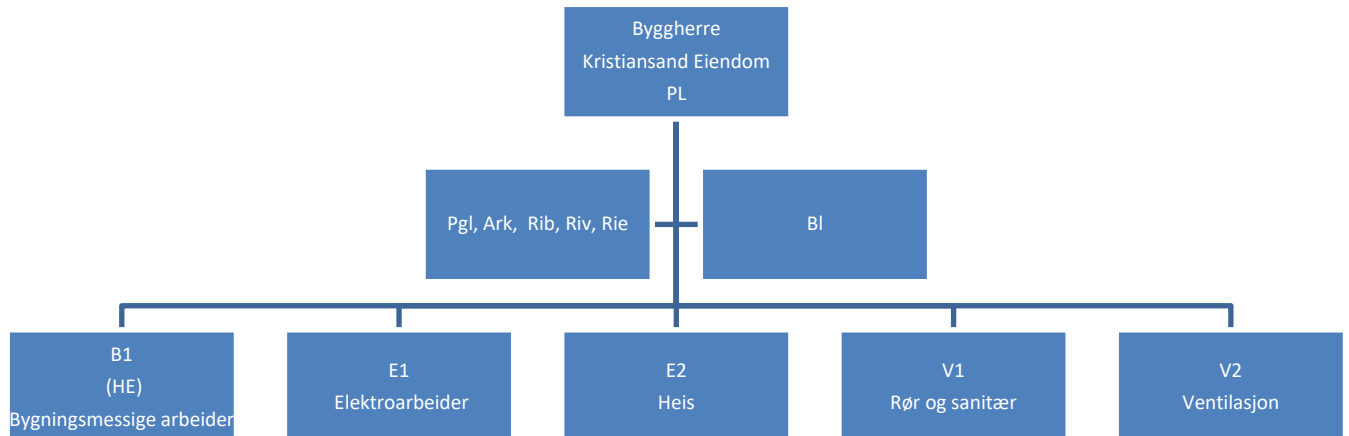 Byggherre
Kristiansand Eiendom
PL
Pgl, Ark, Rib, Riv, Rie
Bl
B1
(HE)
Bygningsmessige arbeider
E1
Elektroarbeider
E2
Heis
V1
Rør og sanitær
V2
Ventilasjon